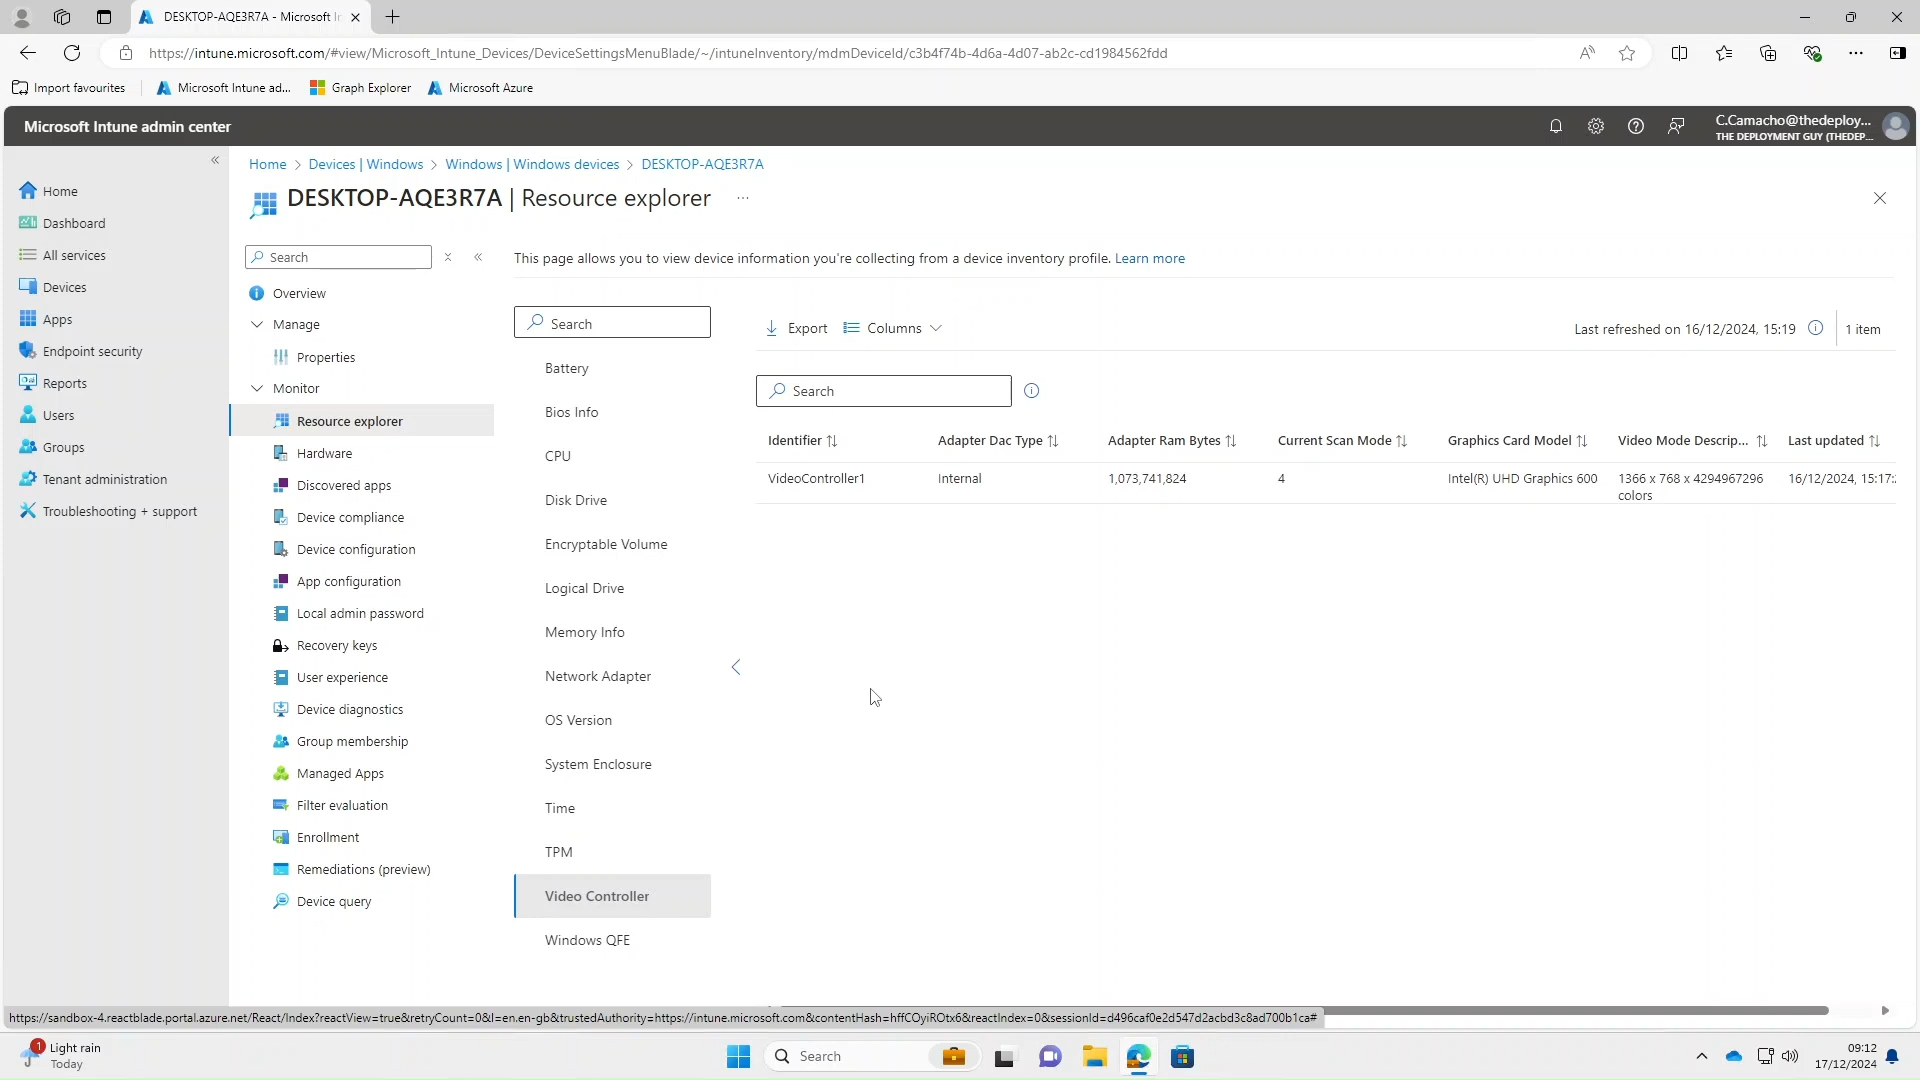 DESKTOP-AQE3R7A - Microsoft In
https://intune.microsoft.com/#view/Microsoft_Intune_Devices/DeviceSettingsMenuBlade/~/intuneInventory/mdmDeviceId/c3b4f74b-4d6a-4d07-ab2c-cd1984562fdd
Import favourites
Microsoft Intune ad...
Graph Explorer
Microsoft Azure
Microsoft Intune admin center
C.Camacho@thedeploy...
THE DEPLOYMENT GUY (THEDEP...
Home
Dashboard
All services
Devices
Apps
Endpoint security
Reports
Users
Groups
Tenant administration
Troubleshooting + support
Home > Devices | Windows > Windows | Windows devices > DESKTOP-AQE3R7A
DESKTOP-AQE3R7A | Resource explorer ...
Search
Overview
Manage
Properties
Monitor
Resource explorer
Hardware
Discovered apps
Device compliance
Device configuration
App configuration
Local admin password
Recovery keys
User experience
Device diagnostics
Group membership
Managed Apps
Filter evaluation
Enrollment
Remediations (preview)
Device query
This page allows you to view device information you're collecting from a device inventory profile. Learn more
Search
Battery
Bios Info
CPU
Disk Drive
Encryptable Volume
Logical Drive
Memory Info
Network Adapter
OS Version
System Enclosure
Time
TPM
Video Controller
Windows QFE
Export
Columns
Last refreshed on 16/12/2024, 15:19
1 item
Search
Identifier Adapter Dac Type Adapter Ram Bytes Current Scan Mode Graphics Card Model Video Mode Descrip... Last updated
VideoController1 Internal 1,073,741,824 4 Intel(R) UHD Graphics 600 1366 x 768 x 4294967296 16/12/2024, 15:17:
colors
https://sandbox-4.reactblade.portal.azure.net/React/Index?reactView=true&retryCount=0&l=en.en-gb&trustedAuthority=https://intune.microsoft.com&contentHash=hffCOyiROtx6&reactIndex=0&sessionId=d496caf0e2d547d2acbd3c8ad700b1ca#
1
Light rain
Today
Search
09:12
17/12/2024